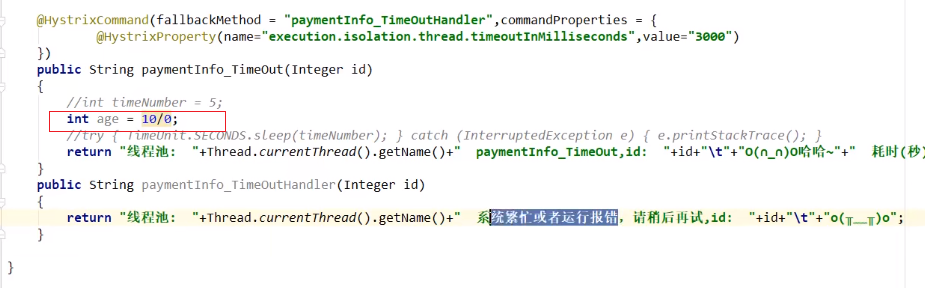 @HystrixCommand(fallbackMethod = "paymentInfo_TimeOutHandler",commandProperties = {
@HystrixProperty(name="execution.isolation.thread.timeoutInMilliseconds",value="3000")
})
public String paymentInfo_TimeOut(Integer id)
{
//int timeNumber = 5;
int age = 10/0;
//try { TimeUnit.SECONDS.sleep(timeNumber); } catch (InterruptedException e) { e.printStackTrace(); }
return "线程池: "+Thread.currentThread().getName()+" paymentInfo_TimeOut,id: "+id+"\t"+"O(∩_∩)O哈哈~"+" 耗时(秒)
}
public String paymentInfo_TimeOutHandler(Integer id)
{
return "线程池: "+Thread.currentThread().getName()+" 系统繁忙或者运行报错，请稍后再试,id: "+id+"\t"+"o(╥﹏╥)o";
}
}